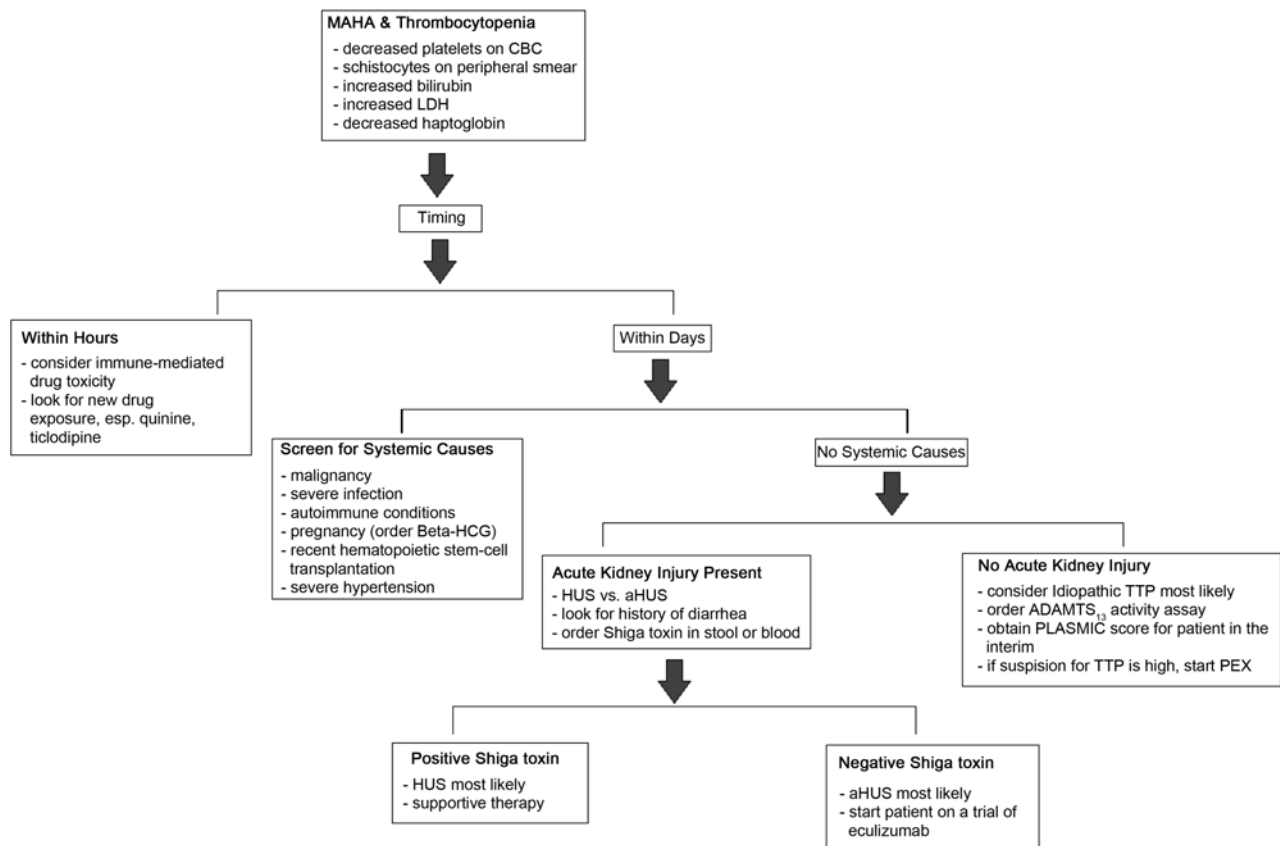 MAHA & Thrombocytopenia
- decreased platelets on CBC
- schistocytes on peripheral smear
- increased bilirubin
- increased LDH
- decreased haptoglobin
Timing
Within Hours
- consider immune-mediated
drug toxicity
- look for new drug
exposure, esp. quinine,
ticlodipine
Within Days
Screen for Systemic Causes
- malignancy
- severe infection
- autoimmune conditions
- pregnancy (order Beta-HCG)
- recent hematopoietic stem-cell
transplantation
- severe hypertension
No Systemic Causes
Acute Kidney Injury Present
- HUS vs. aHUS
- look for history of diarrhea
- order Shiga toxin in stool or blood
No Acute Kidney Injury
- consider Idiopathic TTP most likely
- order ADAMTS13 activity assay
- obtain PLASMIC score for patient in the
interim
- if suspision for TTP is high, start PEX
Positive Shiga toxin
- HUS most likely
- supportive therapy
Negative Shiga toxin
- aHUS most likely
- start patient on a trial of
eculizumab